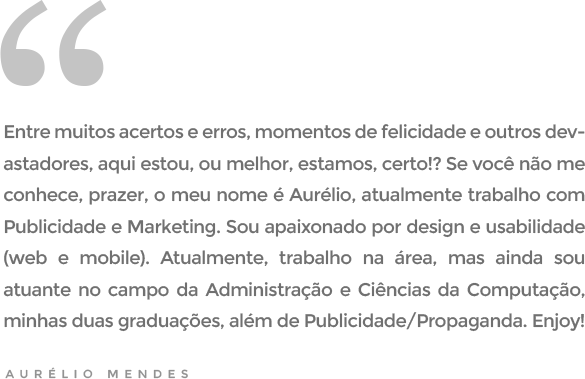 “
Entre muitos acertos e erros, momentos de felicidade e outros dev-
astadores, aqui estou, ou melhor, estamos, certo!? Se você não me
conhece, prazer, o meu nome é Aurélio, atualmente trabalho com
Publicidade e Marketing. Sou apaixonado por design e usabilidade
(web e mobile). Atualmente, trabalho na área, mas ainda sou
atuante no campo da Administração e Ciências da Computação,
minhas duas graduações, além de Publicidade/Propaganda. Enjoy!
AURÉLIO MENDES